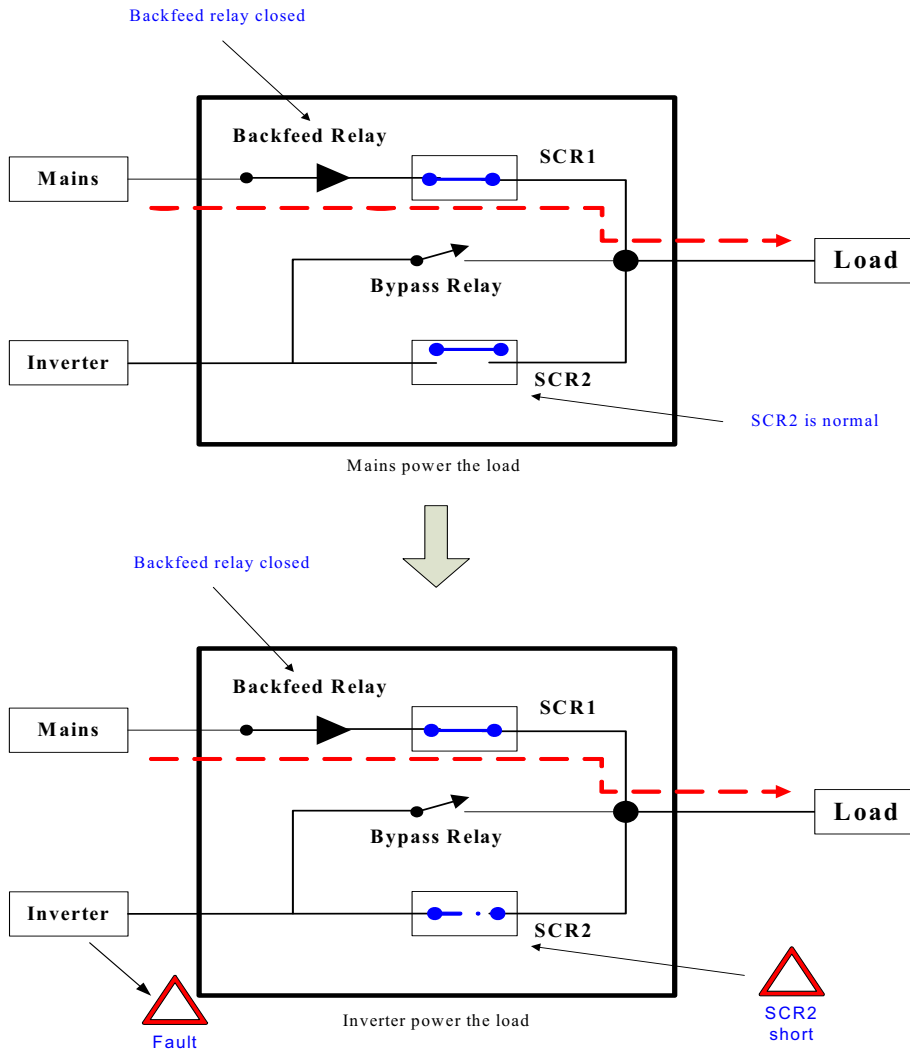 Backfeed relay closed
Backfeed Relay
SCR1
Mains
Load
Bypass Relay
Inverter
SCR2
SCR2 is normal
Mains power the load
Backfeed relay closed
Backfeed Relay
SCR1
Mains
Load
Bypass Relay
Inverter
SCR2
Inverter power the load
Fault
SCR2
short